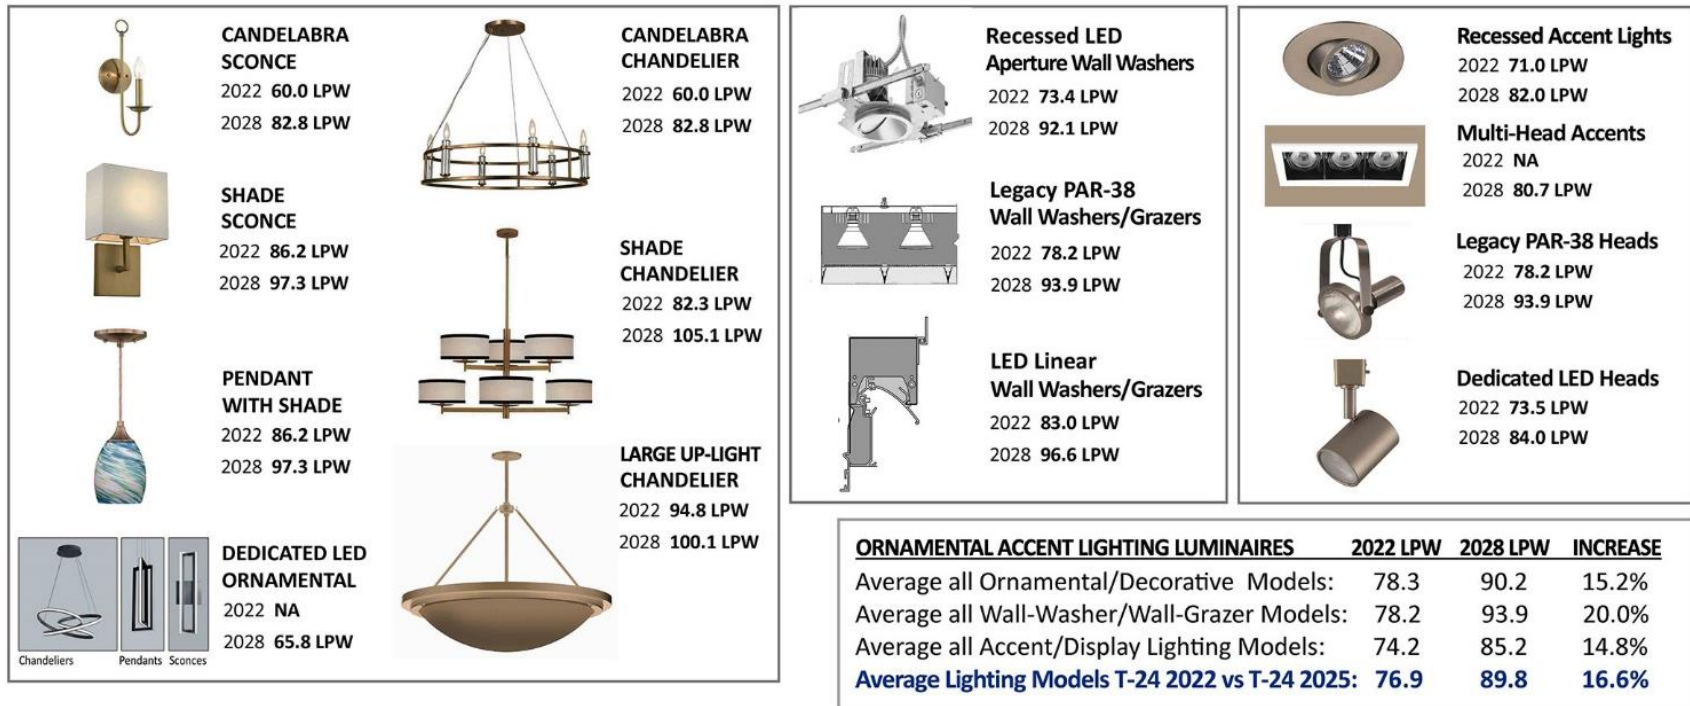 CANDELABRA
SCONCE
2022 60.0 LPW
2028 82.8 LPW
SHADE
SCONCE
2022 86.2 LPW
2028 97.3 LPW
PENDANT
WITH SHADE
2022 86.2 LPW
2028 97.3 LPW
DEDICATED LED
ORNAMENTAL
2022 NA
2028 65.8 LPW
Chandeliers Pendants Sconces
CANDELABRA
CHANDELIER
2022 60.0 LPW
2028 82.8 LPW
SHADE
CHANDELIER
2022 82.3 LPW
2028 105.1 LPW
LARGE UP-LIGHT
CHANDELIER
2022 94.8 LPW
2028 100.1 LPW
Recessed LED
Aperture Wall Washers
2022 73.4 LPW
2028 92.1 LPW
Legacy PAR-38
Wall Washers/Grazers
2022 78.2 LPW
2028 93.9 LPW
LED Linear
Wall Washers/Grazers
2022 83.0 LPW
2028 96.6 LPW
Recessed Accent Lights
2022 71.0 LPW
2028 82.0 LPW
Multi-Head Accents
2022 NA
2028 80.7 LPW
Legacy PAR-38 Heads
2022 78.2 LPW
2028 93.9 LPW
Dedicated LED Heads
2022 73.5 LPW
2028 84.0 LPW
ORNAMENTAL ACCENT LIGHTING LUMINAIRES 2022 LPW 2028 LPW INCREASE
Average all Ornamental/Decorative Models: 78.3 90.2 15.2%
Average all Wall-Washer/Wall-Grazer Models: 78.2 93.9 20.0%
Average all Accent/Display Lighting Models: 74.2 85.2 14.8%
Average Lighting Models T-24 2022 vs T-24 2025: 76.9 89.8 16.6%